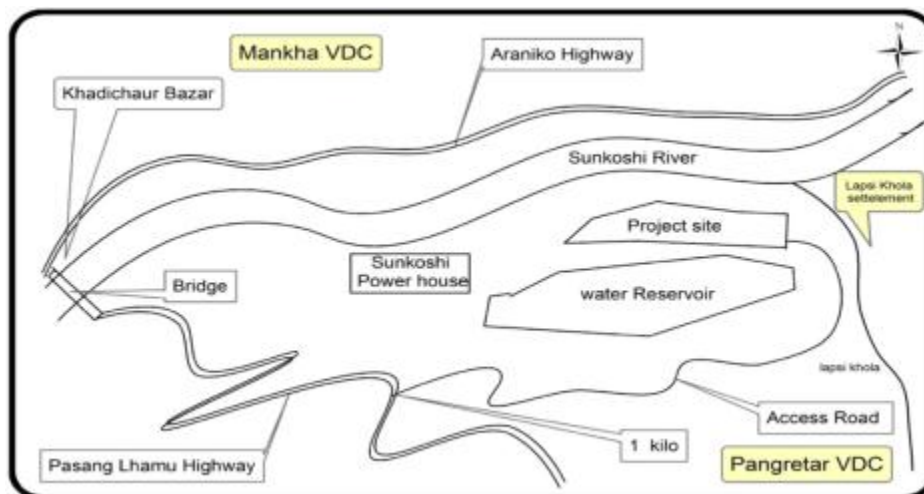 N
Mankha VDC
Araniko Highway
Khadichaur Bazar
Sunkoshi River
Lapsi Khola
settelement
Project site
Sunkoshi
Power house
Bridge
water Reservoir
lapsi khola
Access Road
1 kilo
Pasang Lhamu Highway
Pangretar VDC